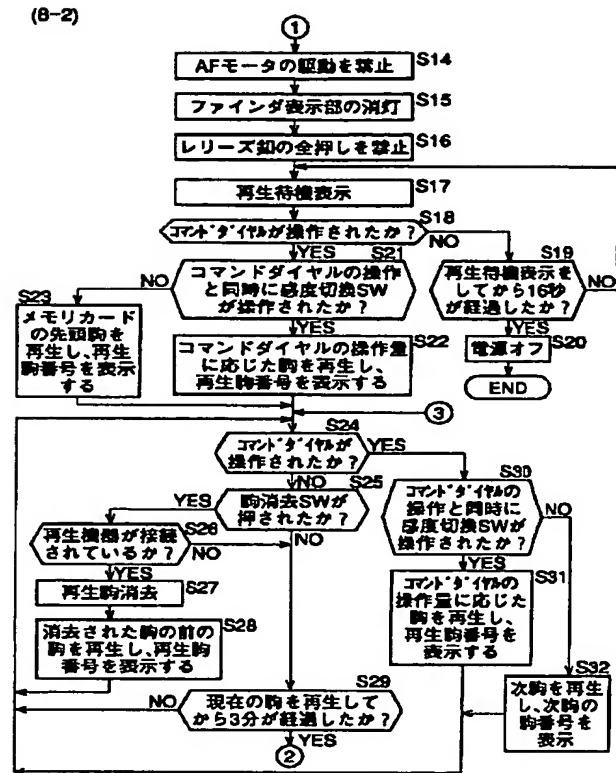 (8-2)
①
AFモータの駆動を禁止
S14
ファインダ表示部の消灯
S15
レリーズ釦の全押しを禁止
S16
再生待機表示
S17
コマンドダイヤルが操作されたか?
S18
YES
NO
S21
コマンドダイヤルの操作
と同時に感度切換SW
が操作されたか?
NO
YES
S19
再生待機表示を
してから16秒
が経過したか?
NO
YES
S20
電源オフ
END
S23
メモリカード
の先頭駒を
再生し、再生
駒番号を表示
する
S22
コマンドダイヤルの操作量
に応じた駒を再生し、
再生駒番号を表示する
③
S24
コマンドダイヤルが
操作されたか?
YES
NO
S25
駒消去SWが
押されたか?
YES
NO
S26
再生機器が接続
されているか?
NO
YES
S27
再生駒消去
S28
消去された駒の前の
駒を再生し、再生駒
番号を表示する
S30
コマンドダイヤルの
操作と同時に
感度切換SWが
操作されたか?
NO
YES
S31
コマンドダイヤルの
操作量に応じた
駒を再生し、
再生駒番号を
表示する
S32
次駒を再生
し、次駒の
駒番号を
表示
S29
現在の駒を再生して
から3分が経過したか?
NO
YES
②